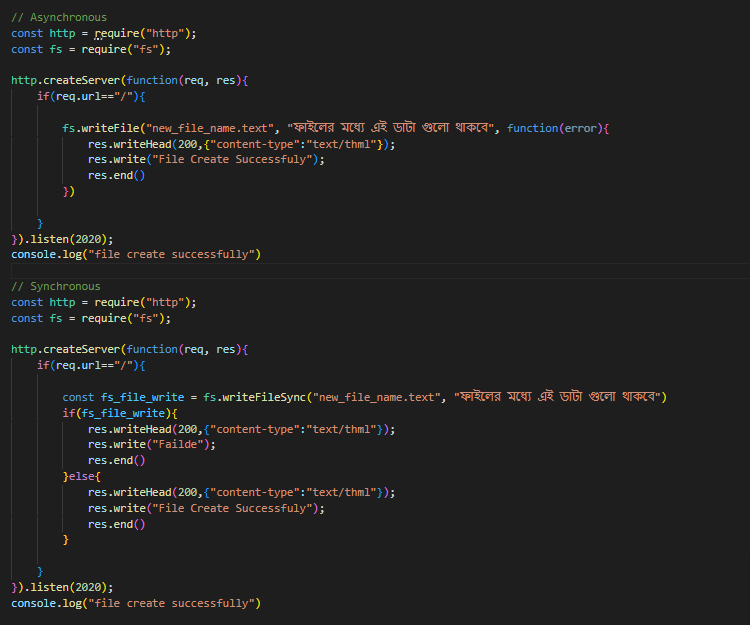 // Asynchronous
const http = require("http");
const fs = require("fs");
http.createServer(function(req, res){
if(req.url=="/"){
fs.writeFile("new_file_name.text", "ফাইলের মধ্যে এই ডাটা গুলো থাকবে", function(error){
res.writeHead(200,{"content-type":"text/thml"});
res.write("File Create Successfuly");
res.end()
})
}
}).listen(2020);
console.log("file create successfully")
// Synchronous
const http = require("http");
const fs = require("fs");
http.createServer(function(req, res){
if(req.url=="/"){
const fs_file_write = fs.writeFileSync("new_file_name.text", "ফাইলের মধ্যে এই ডাটা গুলো থাকবে")
if(fs_file_write){
res.writeHead(200,{"content-type":"text/thml"});
res.write("Failde");
res.end()
}else{
res.writeHead(200,{"content-type":"text/thml"});
res.write("File Create Successfuly");
res.end()
}
}
}).listen(2020);
console.log("file create successfully")